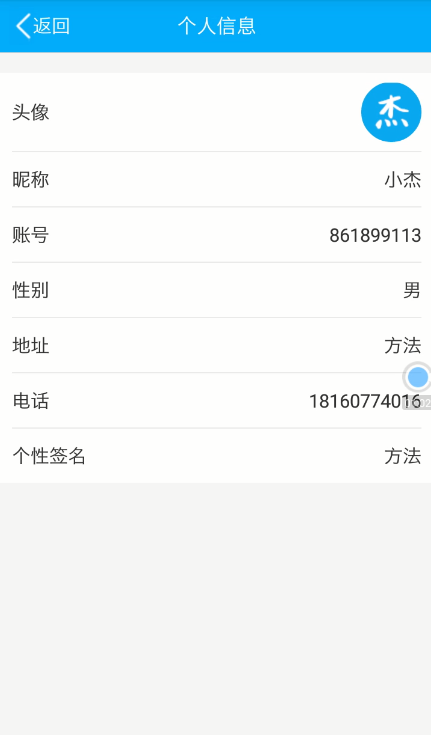 返回
个人信息
头像
杰
昵称 小杰
账号 861899113
性别 男
地址 方法
电话 18160774016
个性签名 方法